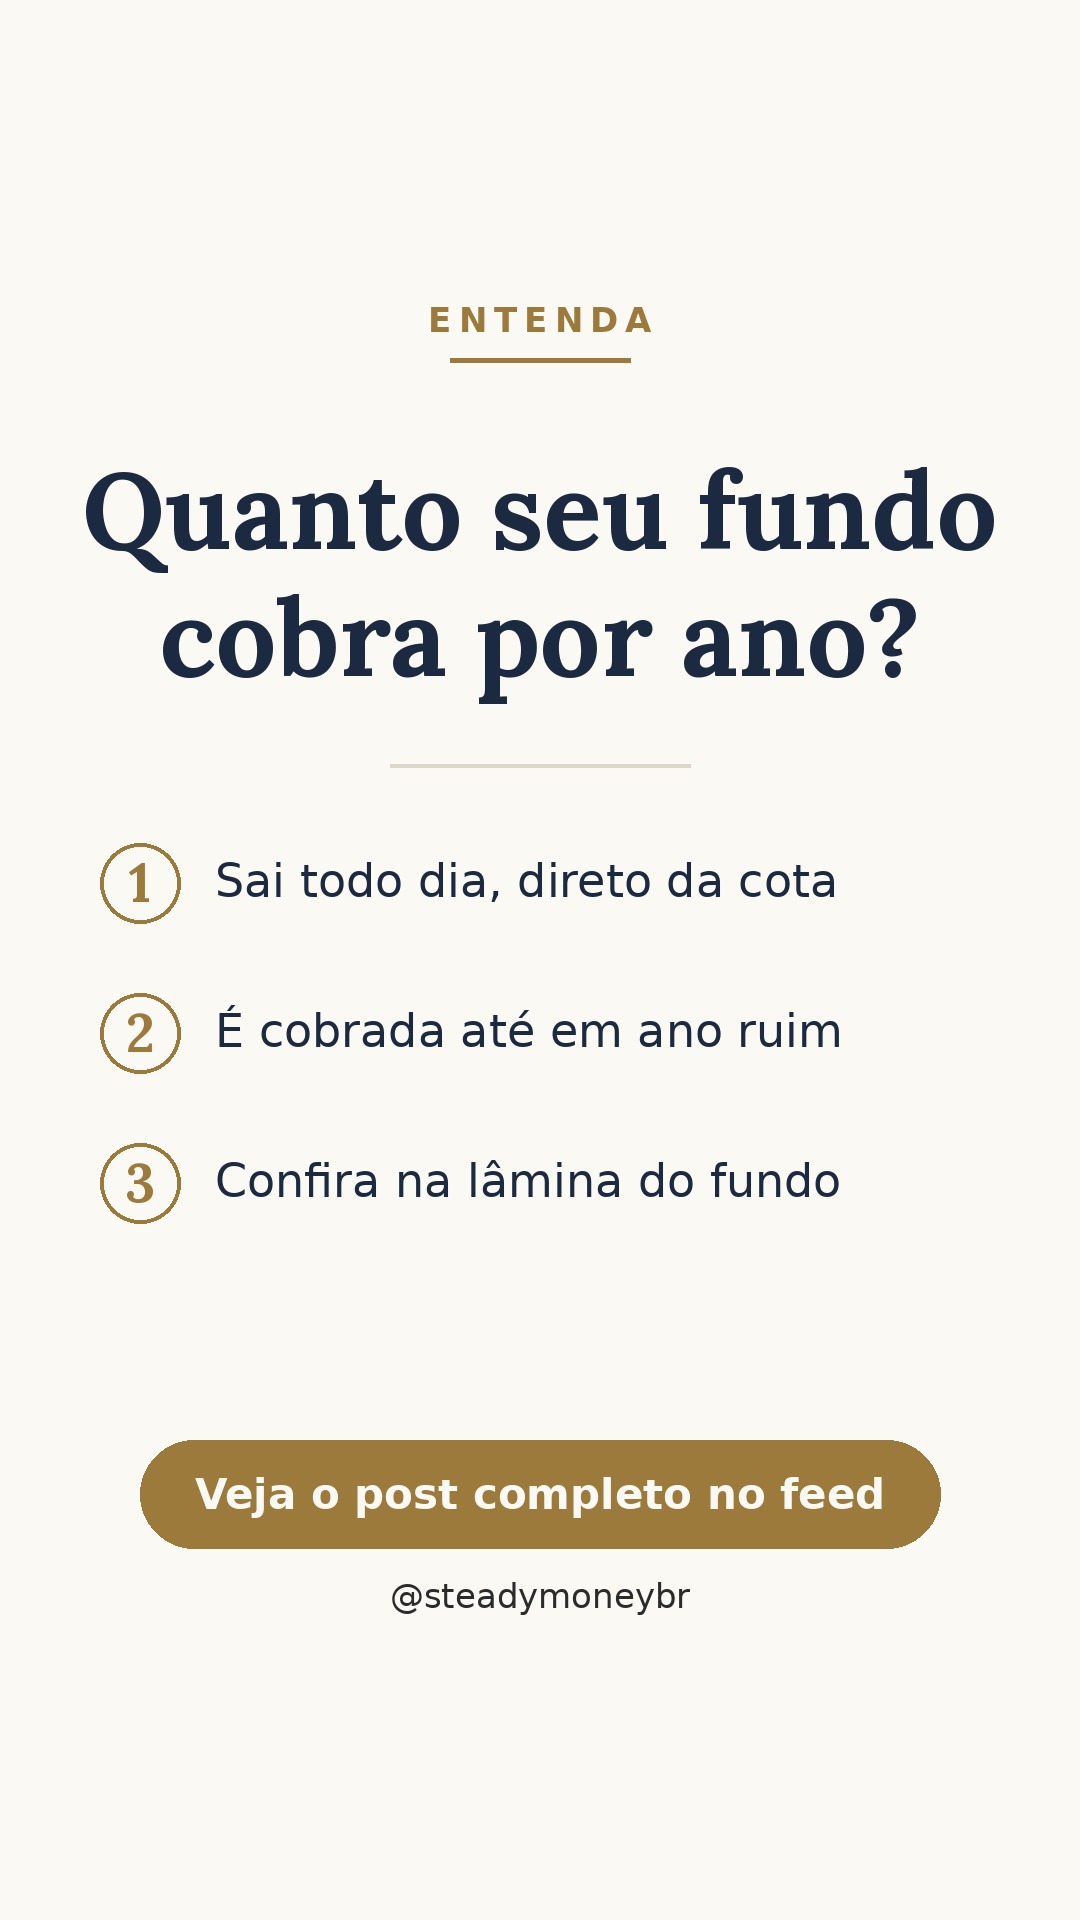 ENTENDA
Quanto seu fundo
cobra por ano?
1 Sai todo dia, direto da cota
2 É cobrada até em ano ruim
3 Confira na lâmina do fundo
Veja o post completo no feed
@steadymoneybr